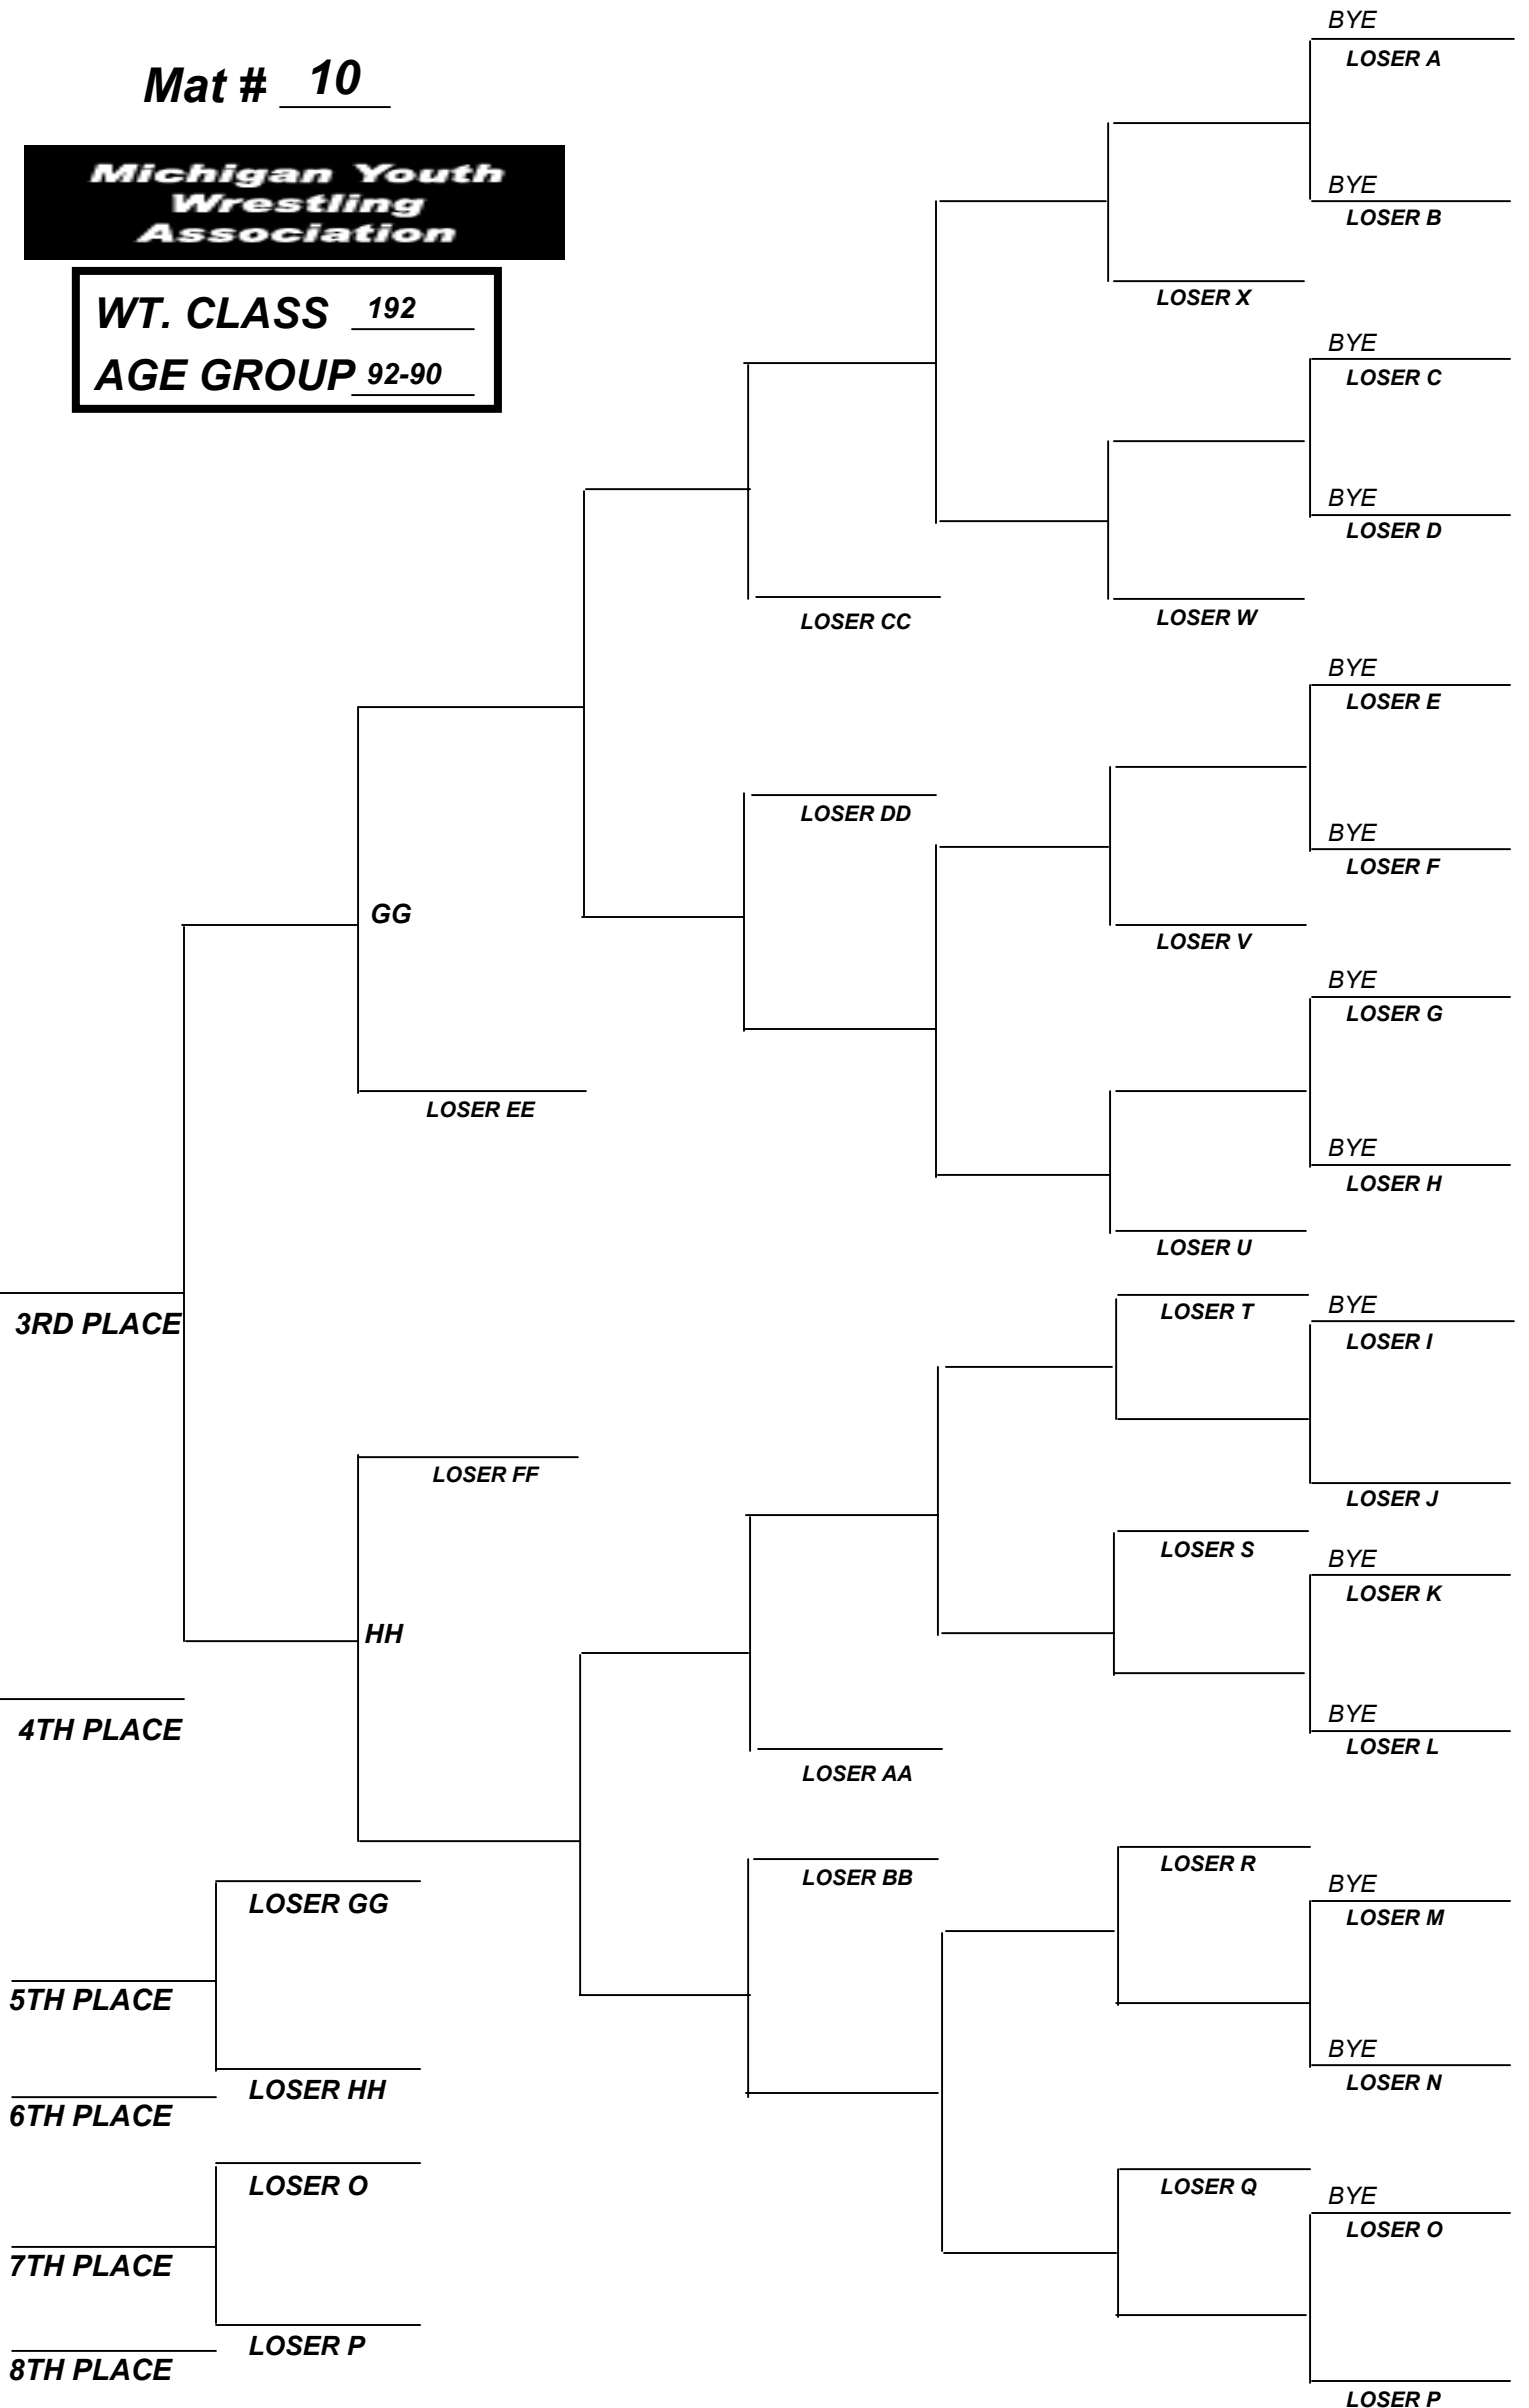 Mat # 10
Michigan Youth
Wrestling
Association
WT. CLASS 192
AGE GROUP 92-90
BYE
LOSER A
BYE
LOSER B
LOSER X
BYE
LOSER C
BYE
LOSER D
LOSER CC
LOSER W
BYE
LOSER E
LOSER DD
BYE
LOSER F
GG
LOSER V
BYE
LOSER G
LOSER EE
BYE
LOSER H
LOSER U
3RD PLACE
LOSER T
BYE
LOSER I
LOSER FF
LOSER J
LOSER S
BYE
LOSER K
HH
4TH PLACE
BYE
LOSER L
LOSER AA
LOSER BB
LOSER R
BYE
LOSER M
LOSER GG
5TH PLACE
BYE
LOSER N
LOSER HH
6TH PLACE
LOSER O
LOSER Q
BYE
LOSER O
7TH PLACE
LOSER P
8TH PLACE
LOSER P